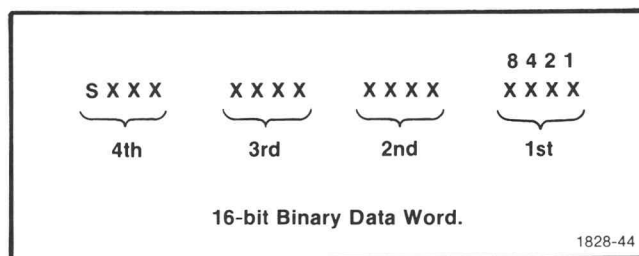 8 4 2 1
S X X X X X X X X X X X X X X X
4th 3rd 2nd 1st
16-bit Binary Data Word.
1828-44